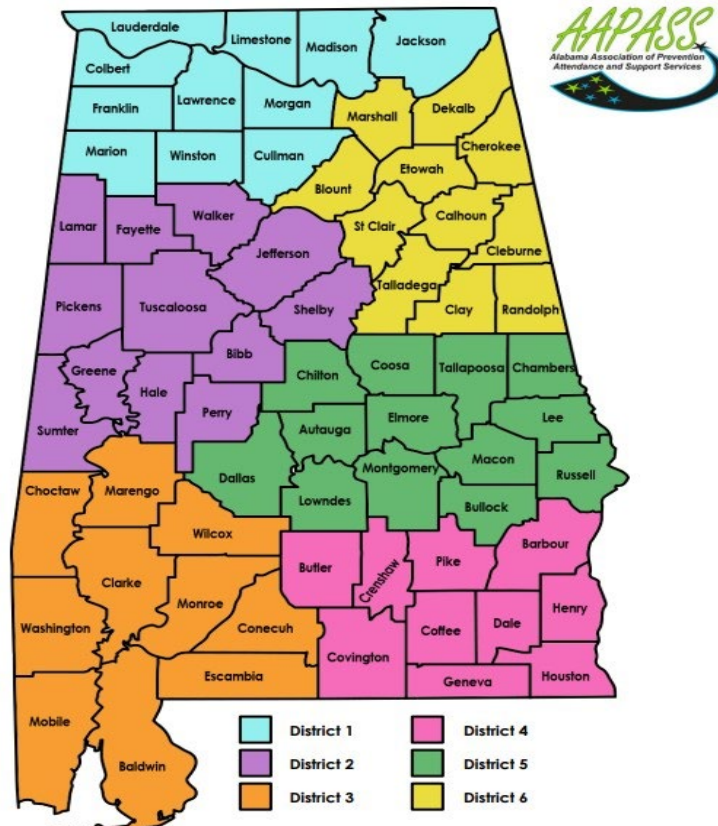 AAPASS
Alabama Association of Prevention
Attendance and Support Services
Lauderdale
Limestone
Madison
Jackson
Colbert
Franklin
Lawrence
Morgan
Marshall
Dekalb
Cherokee
Marion
Winston
Cullman
Etowah
Blount
Lamar
Fayette
Walker
St Clair
Calhoun
Cleburne
Jefferson
Talladega
Pickens
Tuscaloosa
Shelby
Clay
Randolph
Greene
Bibb
Hale
Chilton
Coosa
Tallapoosa
Chambers
Sumter
Perry
Autauga
Elmore
Lee
Choctaw
Marengo
Dallas
Montgomery
Macon
Russell
Lowndes
Bullock
Wilcox
Clarke
Butler
Crenshaw
Pike
Barbour
Washington
Monroe
Conecuh
Coffee
Dale
Henry
Covington
Escambia
Geneva
Houston
Mobile
Baldwin
District 1
District 2
District 3
District 4
District 5
District 6